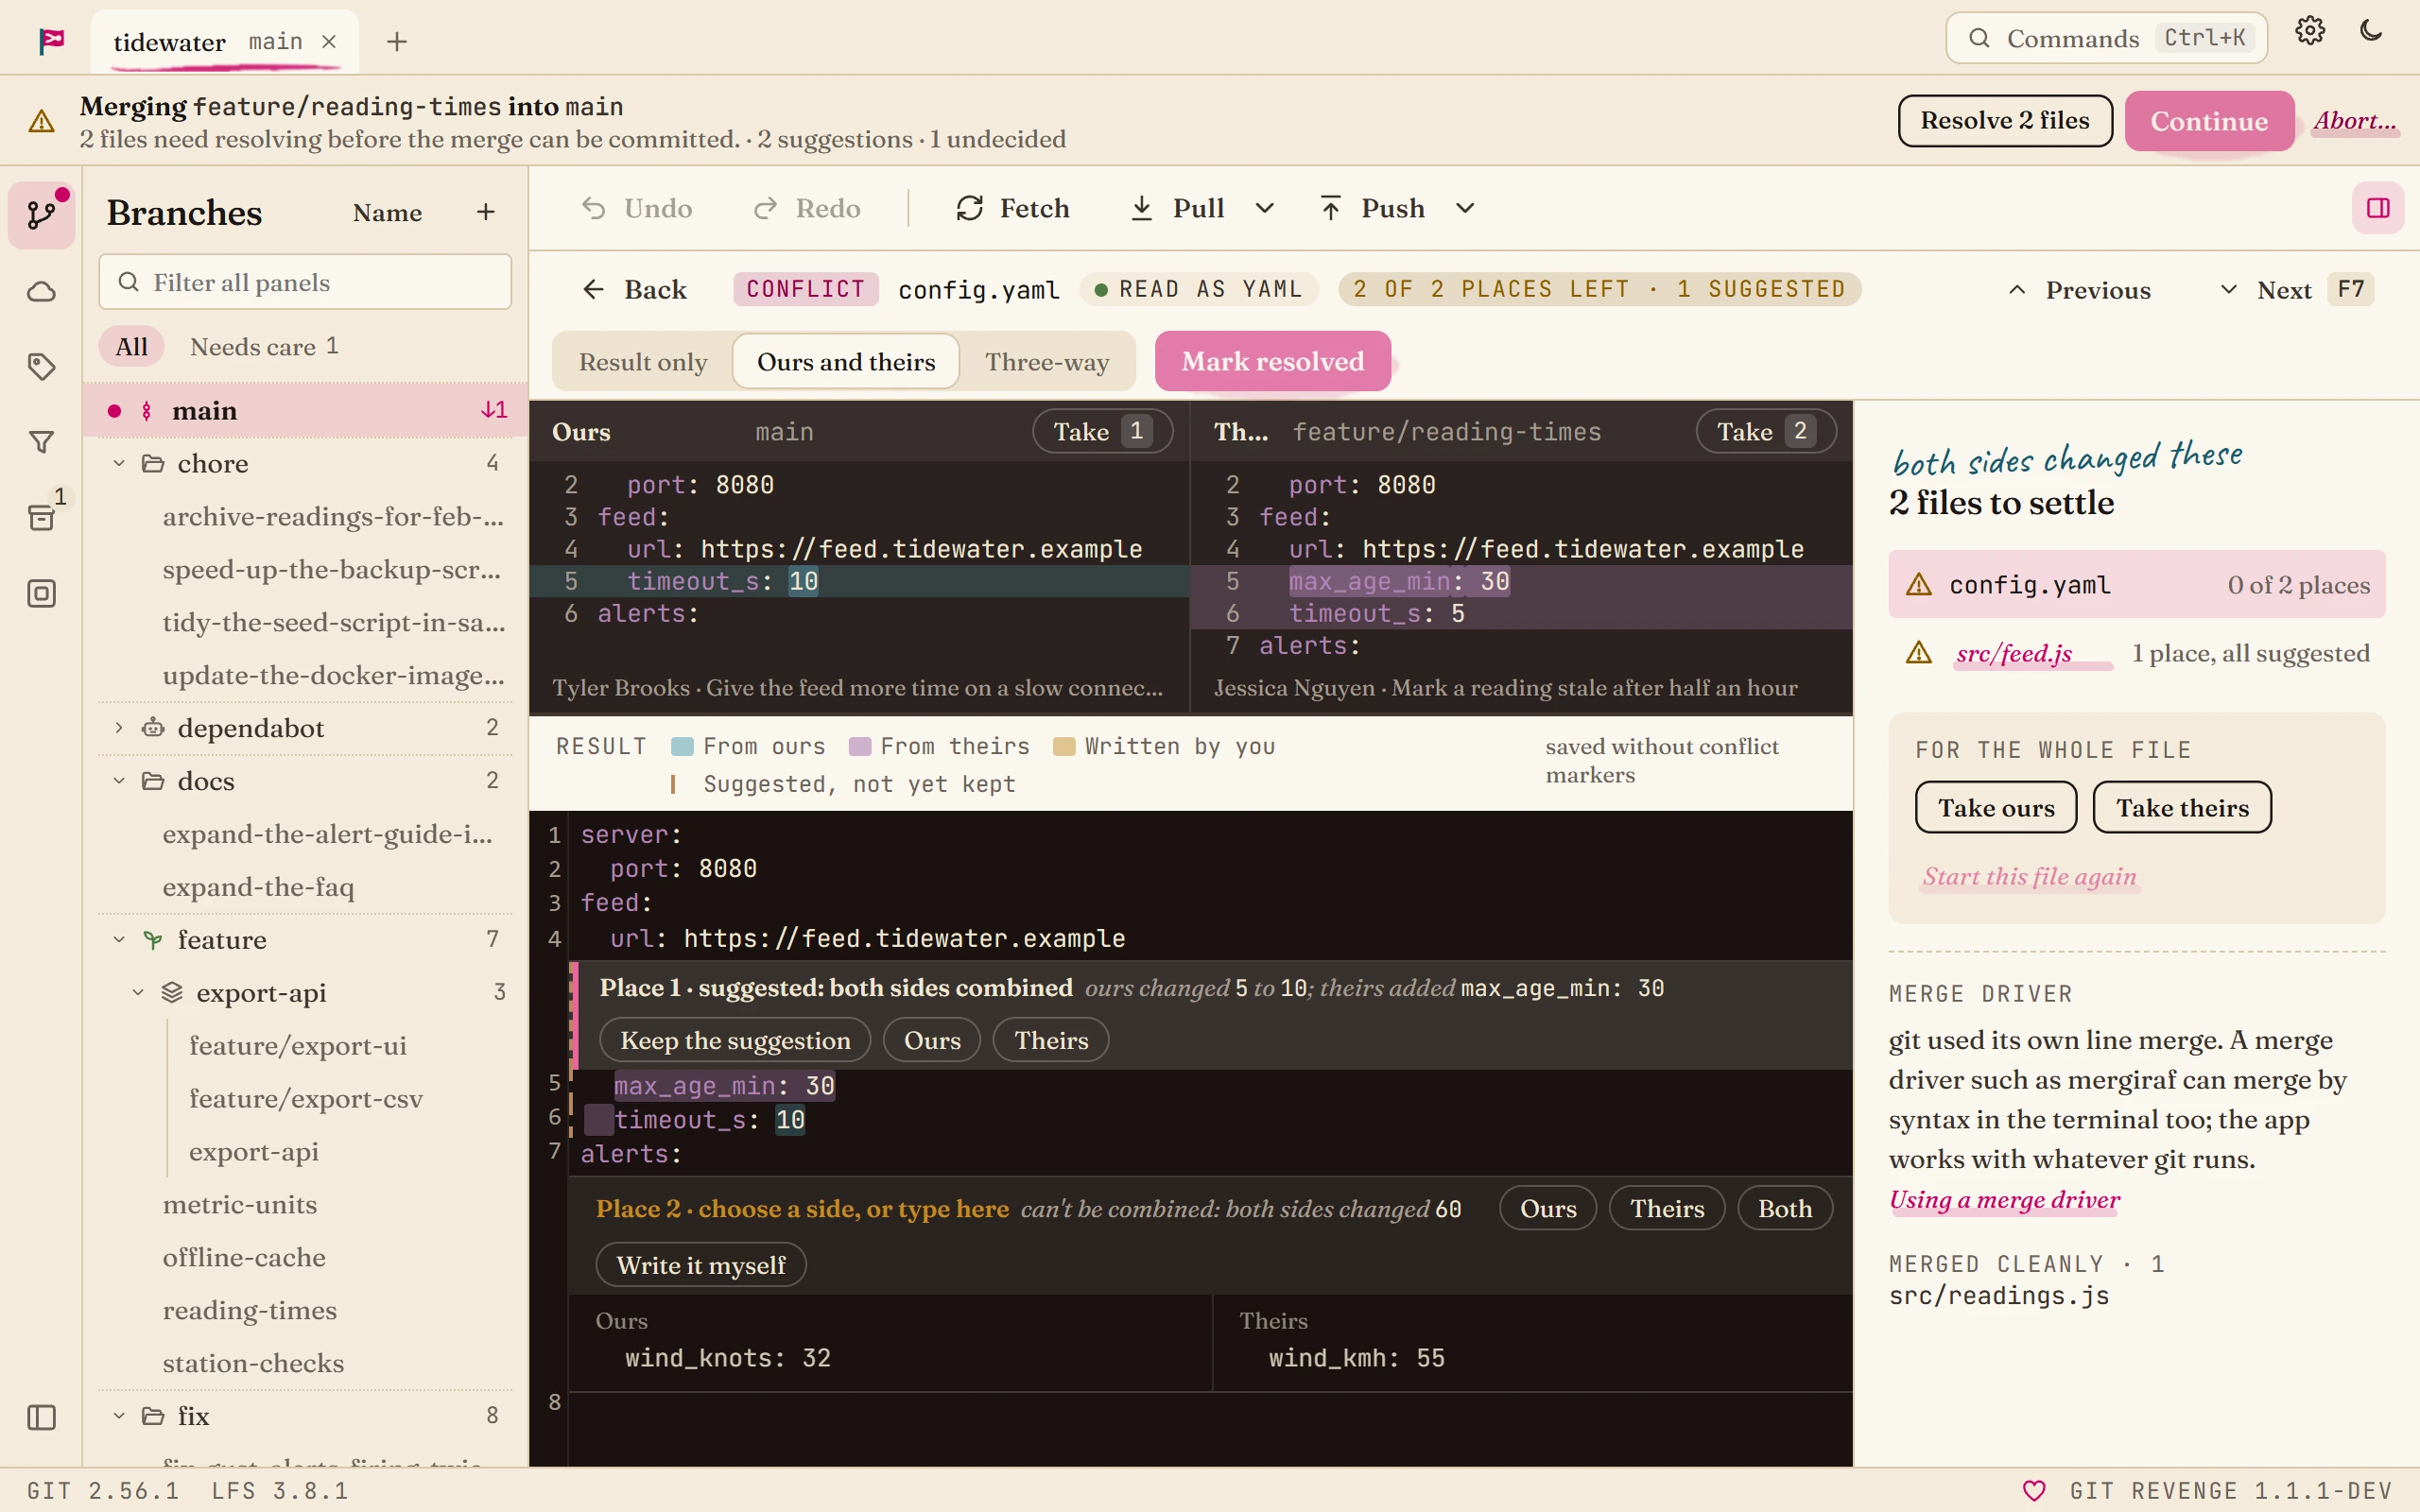 tidewater main
Commands Ctrl+K
Merging feature/reading-times into main
2 files need resolving before the merge can be committed. · 2 suggestions · 1 undecided
Resolve 2 files Continue Abort...
Branches Name
Filter all panels
All Needs care 1
main ↓1
chore 4
archive-readings-for-feb-...
speed-up-the-backup-scr...
tidy-the-seed-script-in-sa...
update-the-docker-image...
dependabot 2
docs 2
expand-the-alert-guide-i...
expand-the-faq
feature 7
export-api 3
feature/export-ui
feature/export-csv
export-api
metric-units
offline-cache
reading-times
station-checks
fix 8
1
Undo Redo Fetch Pull Push
Back CONFLICT config.yaml READ AS YAML 2 OF 2 PLACES LEFT · 1 SUGGESTED Previous Next F7
Result only Ours and theirs Three-way Mark resolved
Ours main Take 1
2 port: 8080
3 feed:
4 url: https://feed.tidewater.example
5 timeout_s: 10
6 alerts:
Tyler Brooks · Give the feed more time on a slow connec...
Th... feature/reading-times Take 2
2 port: 8080
3 feed:
4 url: https://feed.tidewater.example
5 max_age_min: 30
6 timeout_s: 5
7 alerts:
Jessica Nguyen · Mark a reading stale after half an hour
RESULT From ours From theirs Written by you
Suggested, not yet kept
saved without conflict
markers
1 server:
2 port: 8080
3 feed:
4 url: https://feed.tidewater.example
Place 1 · suggested: both sides combined ours changed 5 to 10; theirs added max_age_min: 30
Keep the suggestion Ours Theirs
5 max_age_min: 30
6 timeout_s: 10
7 alerts:
Place 2 · choose a side, or type here can't be combined: both sides changed 60 Ours Theirs Both
Write it myself
Ours Theirs
wind_knots: 32 wind_kmh: 55
8
both sides changed these
2 files to settle
config.yaml 0 of 2 places
src/feed.js 1 place, all suggested
FOR THE WHOLE FILE
Take ours Take theirs
Start this file again
MERGE DRIVER
git used its own line merge. A merge
driver such as mergiraf can merge by
syntax in the terminal too; the app
works with whatever git runs.
Using a merge driver
MERGED CLEANLY · 1
src/readings.js
GIT 2.56.1 LFS 3.8.1
GIT REVENGE 1.1.1-DEV